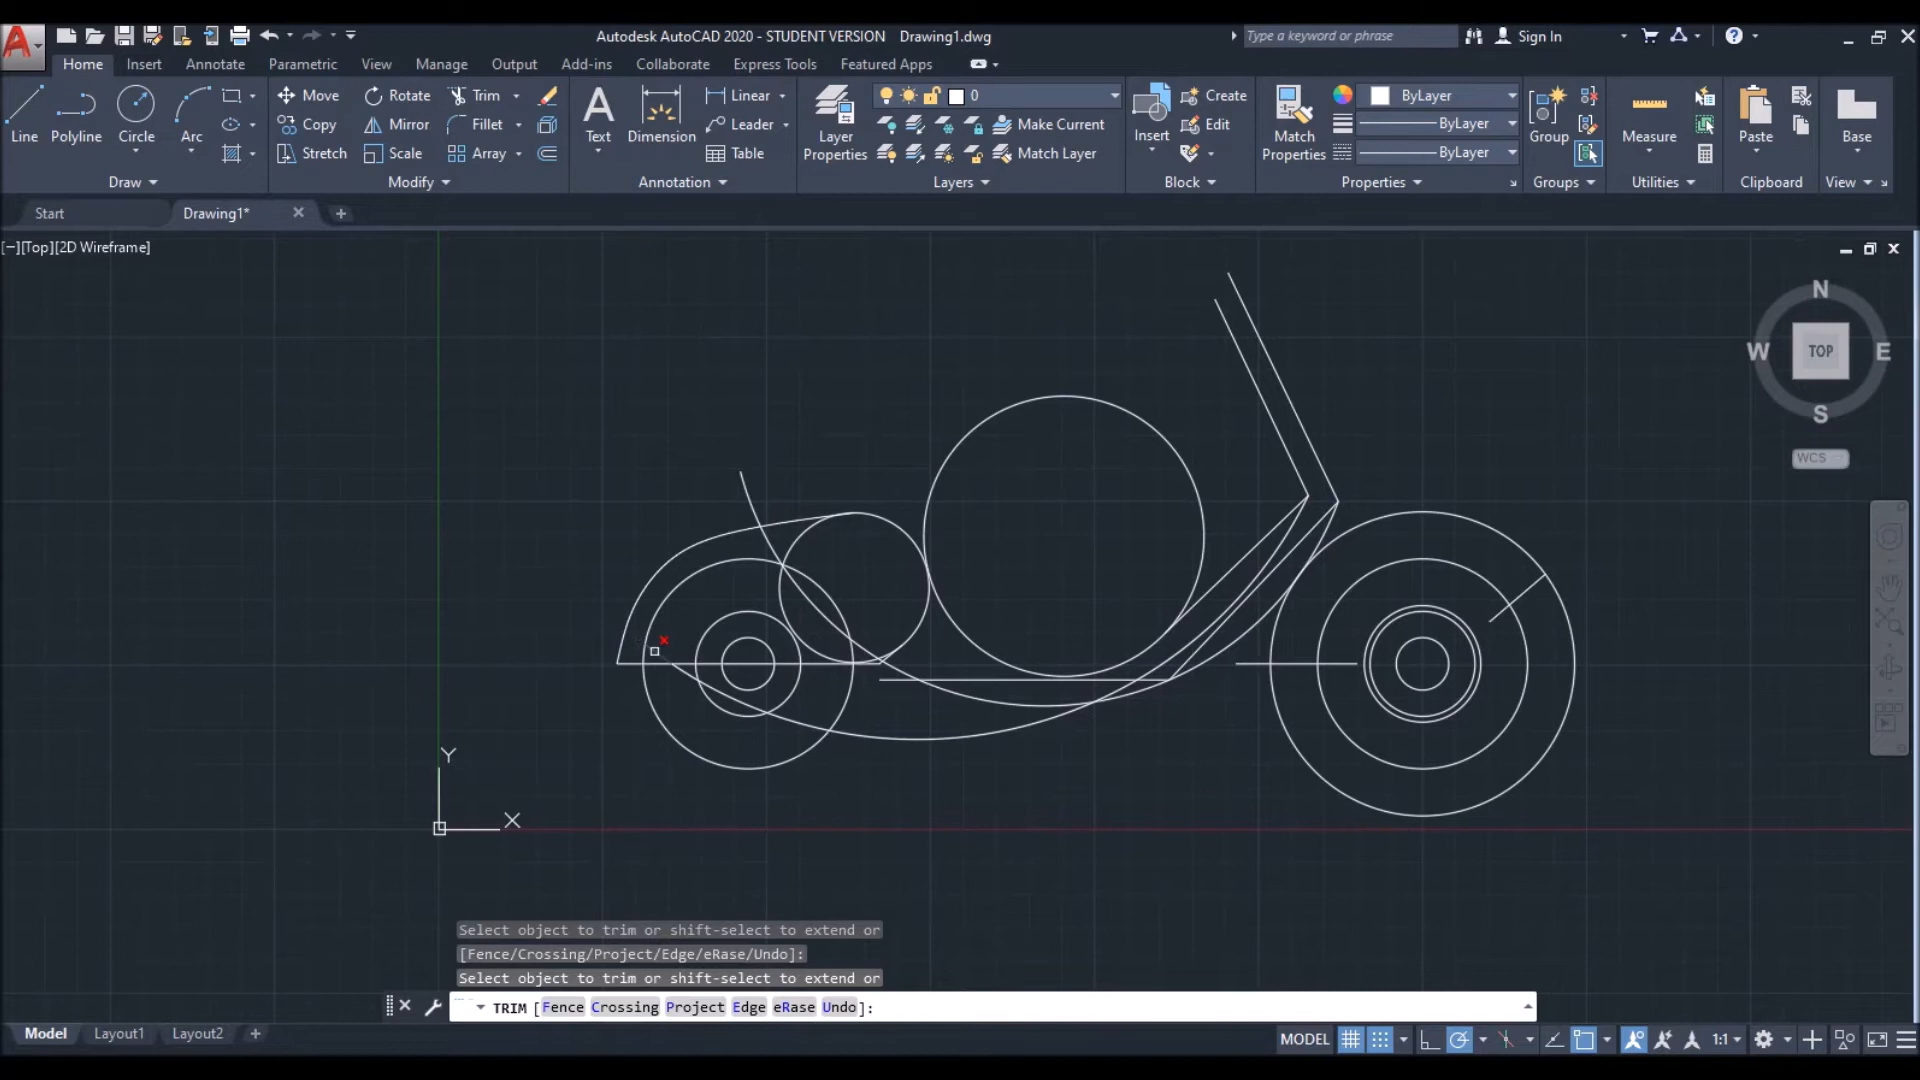 Autodesk AutoCAD 2020 - STUDENT VERSION Drawing1.dwg
Type a keyword or phrase
Sign In
Home Insert Annotate Parametric View Manage Output Add-ins Collaborate Express Tools Featured Apps
Line Polyline Circle Arc
Move Rotate Trim
Copy Mirror Fillet
Stretch Scale Array
Text Dimension
Linear
Leader
Table
Layer Properties
0
Make Current
Match Layer
Insert
Create
Edit
Match Properties
ByLayer
ByLayer
ByLayer
Group
Measure
Paste
Base
Draw Modify Annotation Layers Block Properties Groups Utilities Clipboard View
Start Drawing1*
[−][Top][2D Wireframe]
N
W TOP E
S
WCS
Y
X
Select object to trim or shift-select to extend or
[Fence/Crossing/Project/Edge/eRase/Undo]:
Select object to trim or shift-select to extend or
TRIM [Fence Crossing Project Edge eRase Undo]:
Model Layout1 Layout2
MODEL 1:1